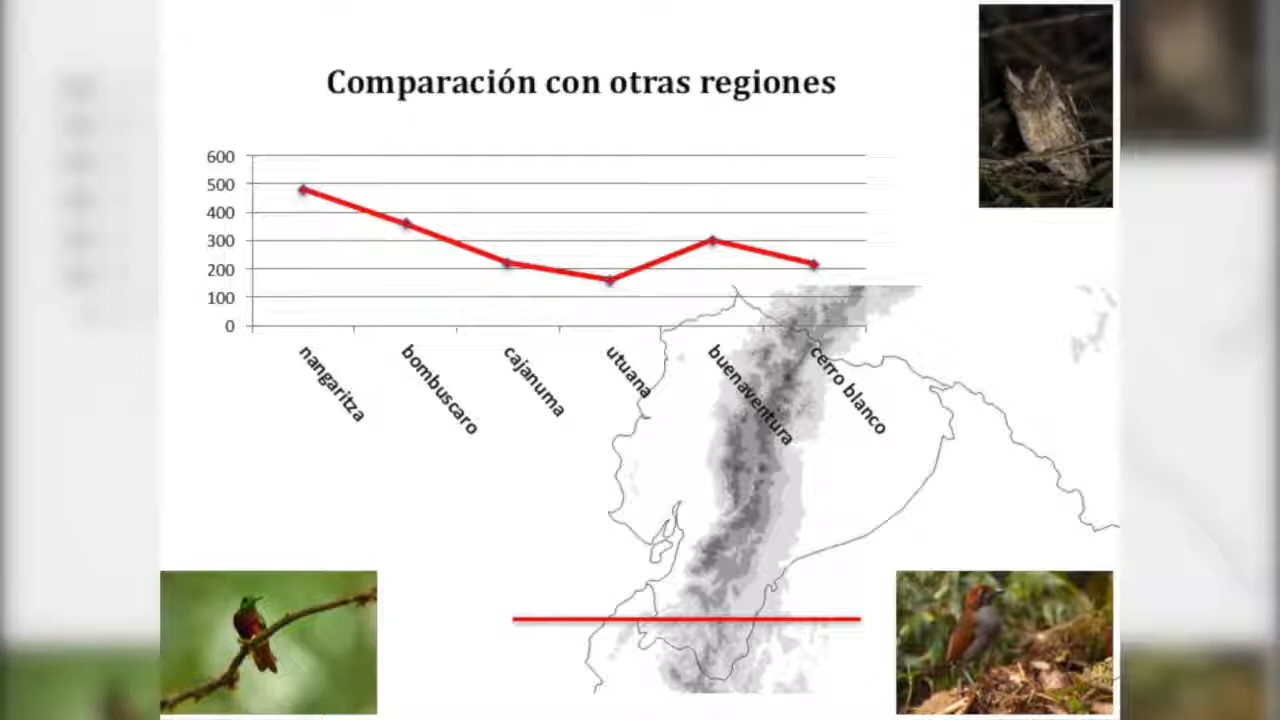 Comparación con otras regiones
600
500
400
300
200
100
0
nangaritza
bombuscaro
cajanuma
utuana
buenaventura
cerro blanco